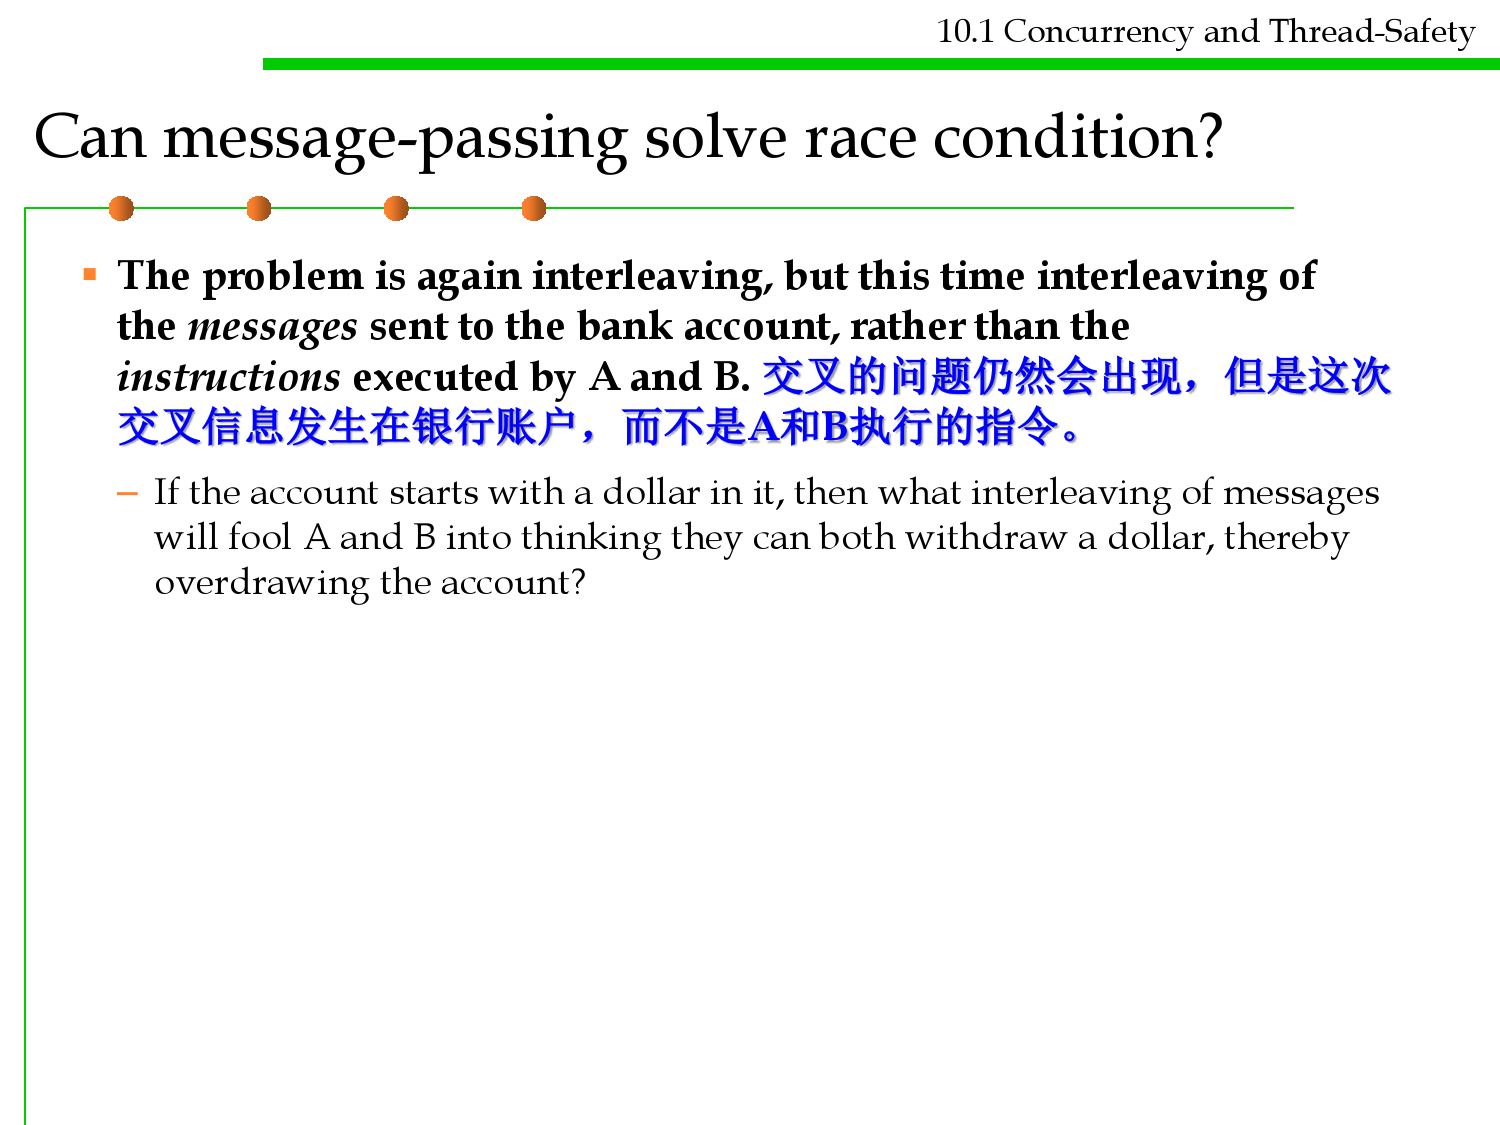 10.1 Concurrency and Thread-Safety
Can message-passing solve race condition?
The problem is again interleaving, but this time interleaving of
the messages sent to the bank account, rather than the
instructions executed by A and B. 交叉的问题仍然会出现，但是这次
交叉信息发生在银行账户，而不是A和B执行的指令。
– If the account starts with a dollar in it, then what interleaving of messages
will fool A and B into thinking they can both withdraw a dollar, thereby
overdrawing the account?